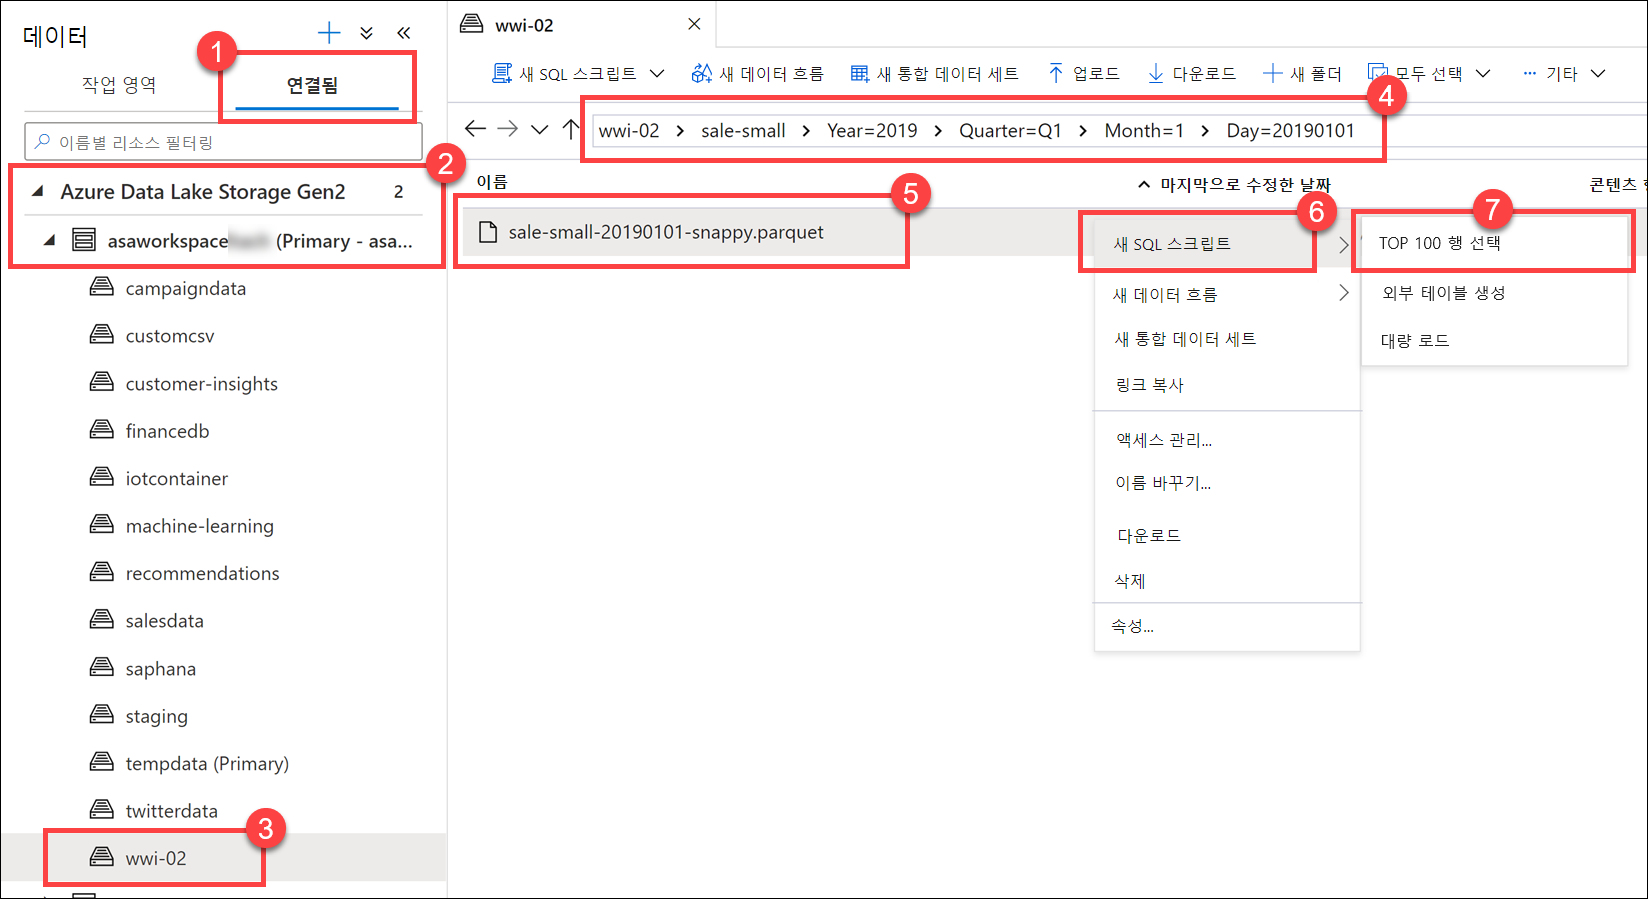 데이터
1
작업 영역
연결됨
이름별 리소스 필터링
2
Azure Data Lake Storage Gen2 2
asaworkspace (Primary - asa...
campaigndata
customcsv
customer-insights
financedb
iotcontainer
machine-learning
recommendations
salesdata
saphana
staging
tempdata (Primary)
twitterdata
3
wwi-02
wwi-02
새 SQL 스크립트 새 데이터 흐름 새 통합 데이터 세트 업로드 다운로드 새 폴더 모두 선택 ... 기타
4
wwi-02 > sale-small > Year=2019 > Quarter=Q1 > Month=1 > Day=20190101
이름 마지막으로 수정한 날짜 콘텐츠
5
sale-small-20190101-snappy.parquet
6
새 SQL 스크립트
새 데이터 흐름
새 통합 데이터 세트
링크 복사
액세스 관리...
이름 바꾸기...
다운로드
삭제
속성...
7
TOP 100 행 선택
외부 테이블 생성
대량 로드